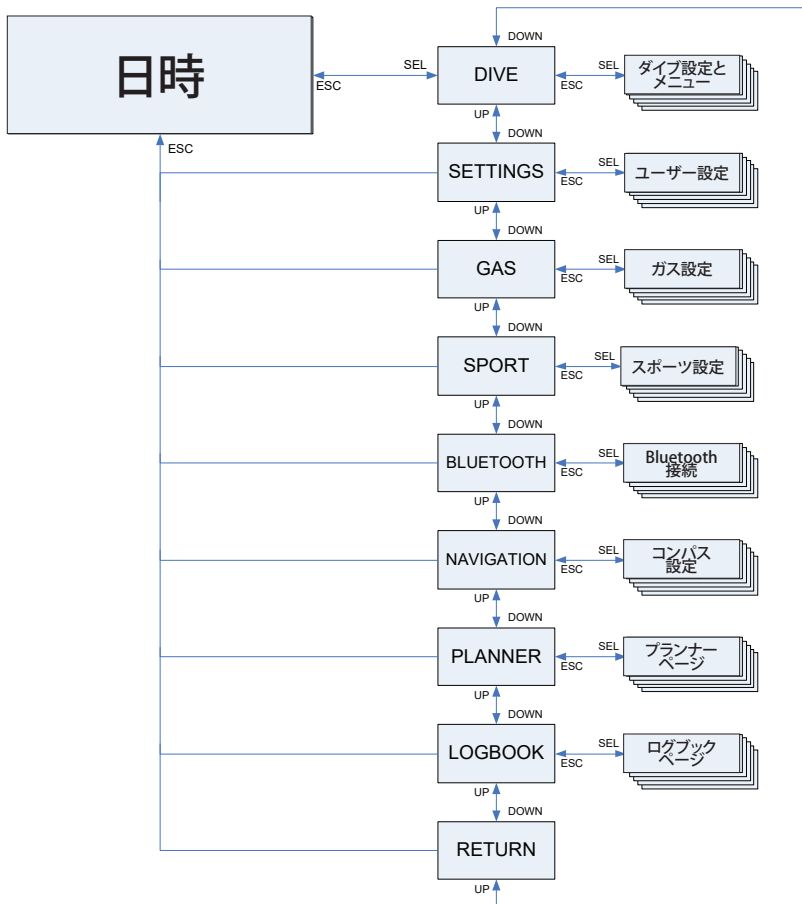 DOWN
日時
SEL
ESC
DIVE
SEL
ESC
ダイブ設定と
メニュー
UP
DOWN
ESC
SETTINGS
SEL
ESC
ユーザー設定
UP
DOWN
GAS
SEL
ESC
ガス設定
UP
DOWN
SPORT
SEL
ESC
スポーツ設定
UP
DOWN
BLUETOOTH
SEL
ESC
Bluetooth
接続
UP
DOWN
NAVIGATION
SEL
ESC
コンパス
設定
UP
DOWN
PLANNER
SEL
ESC
プランナー
ページ
UP
DOWN
LOGBOOK
SEL
ESC
ログブック
ページ
UP
DOWN
RETURN
UP